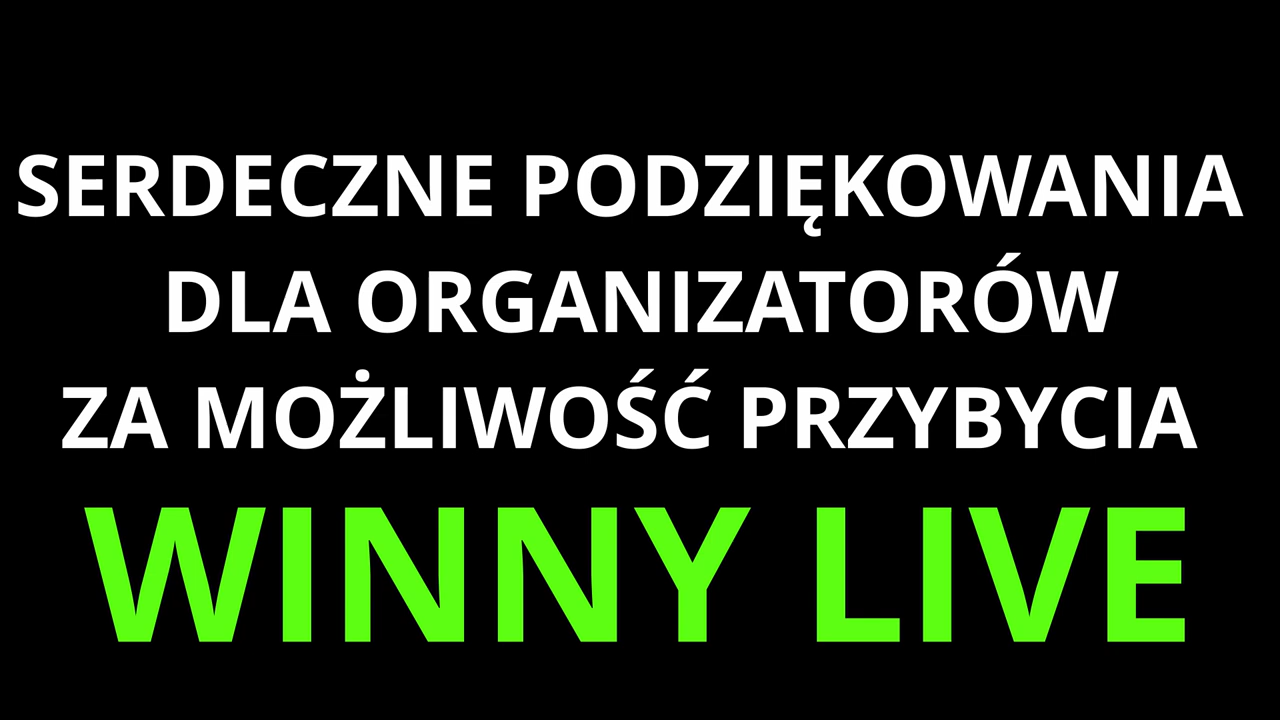 SERDECZNE PODZIĘKOWANIA
DLA ORGANIZATORÓW
ZA MOŻLIWOŚĆ PRZYBYCIA
WINNY LIVE